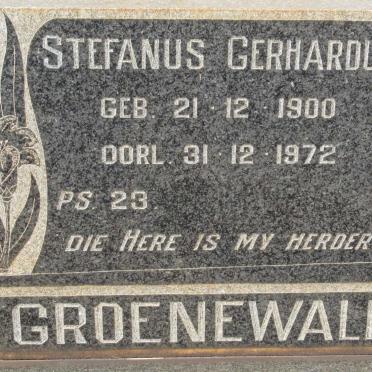 STEFANUS GERHARDU
GEB. 21·12·1900
OORL. 31·12·1972
PS. 23
DIE HERE IS MY HERDER
GROENEWAL